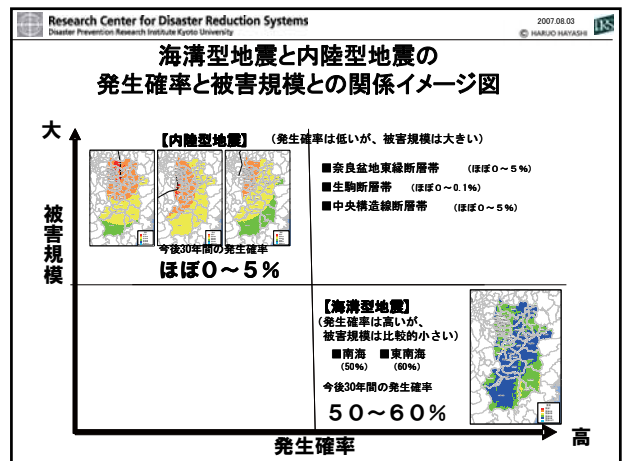 Research Center for Disaster Reduction Systems
Disaster Prevention Research Institute Kyoto University
2007.08.03
© HARUO HAYASHI
DRS
海溝型地震と内陸型地震の
発生確率と被害規模との関係イメージ図
大
被害規模
【内陸型地震】 (発生確率は低いが、被害規模は大きい)
■奈良盆地東縁断層帯 (ほぼ0～5%)
■生駒断層帯 (ほぼ0～0.1%)
■中央構造線断層帯 (ほぼ0～5%)
今後30年間の発生確率
ほぼ0～5%
【海溝型地震】
(発生確率は高いが、
被害規模は比較的小さい)
■南海 ■東南海
(50%) (60%)
今後30年間の発生確率
50～60%
発生確率
高